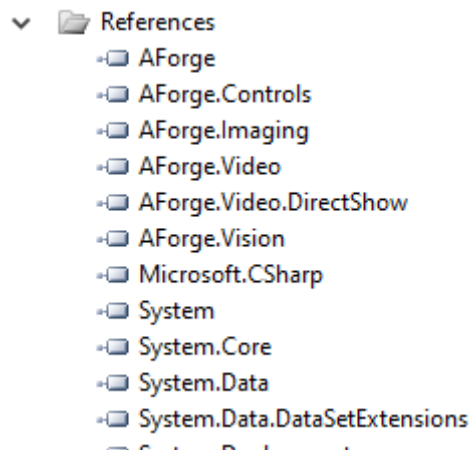 References
AForge
AForge.Controls
AForge.Imaging
AForge.Video
AForge.Video.DirectShow
AForge.Vision
Microsoft.CSharp
System
System.Core
System.Data
System.Data.DataSetExtensions